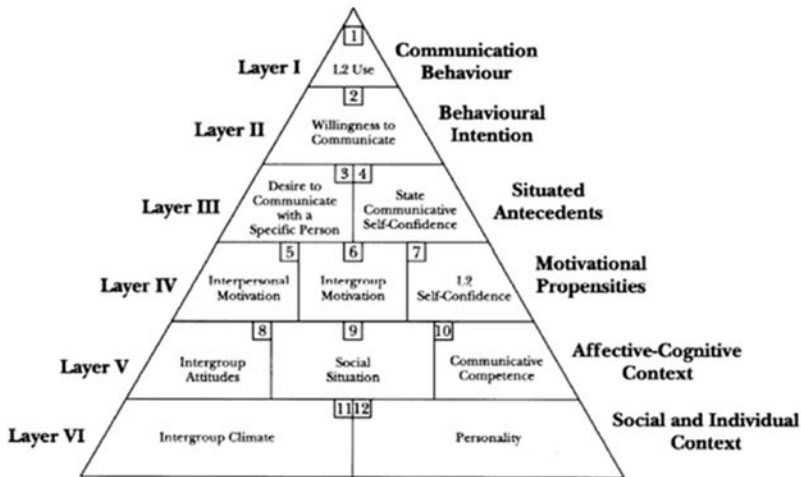 1
Layer I
L2 Use
Communication
Behaviour
2
Layer II
Willingness to
Communicate
Behavioural
Intention
3 4
Layer III
Desire to
Communicate
with a
Specific Person
State
Communicative
Self-Confidence
Situated
Antecedents
5
6
7
Layer IV
Interpersonal
Motivation
Intergroup
Motivation
L2
Self-Confidence
Motivational
Propensities
8
9
10
Layer V
Intergroup
Attitudes
Social
Situation
Communicative
Competence
Affective-Cognitive
Context
11 12
Layer VI
Intergroup Climate
Personality
Social and Individual
Context